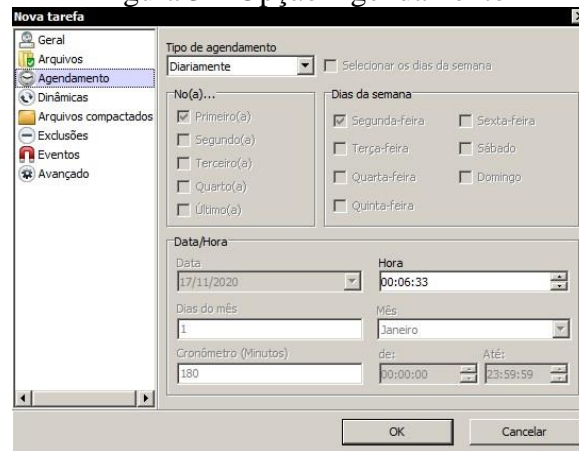 Nova tarefa
Geral
Arquivos
Agendamento
Dinâmicas
Arquivos compactados
Exclusões
Eventos
Avançado
Tipo de agendamento
Diariamente
Selecionar os dias da semana
No(a)...
Primeiro(a)
Segundo(a)
Terceiro(a)
Quarto(a)
Último(a)
Dias da semana
Segunda-feira Sexta-feira
Terça-feira Sábado
Quarta-feira Domingo
Quinta-feira
Data/Hora
Data Hora
17/11/2020 00:06:33
Dias do mês Mês
1 Janeiro
Cronômetro (Minutos) de: Até:
180 00:00:00 23:59:59
OK Cancelar